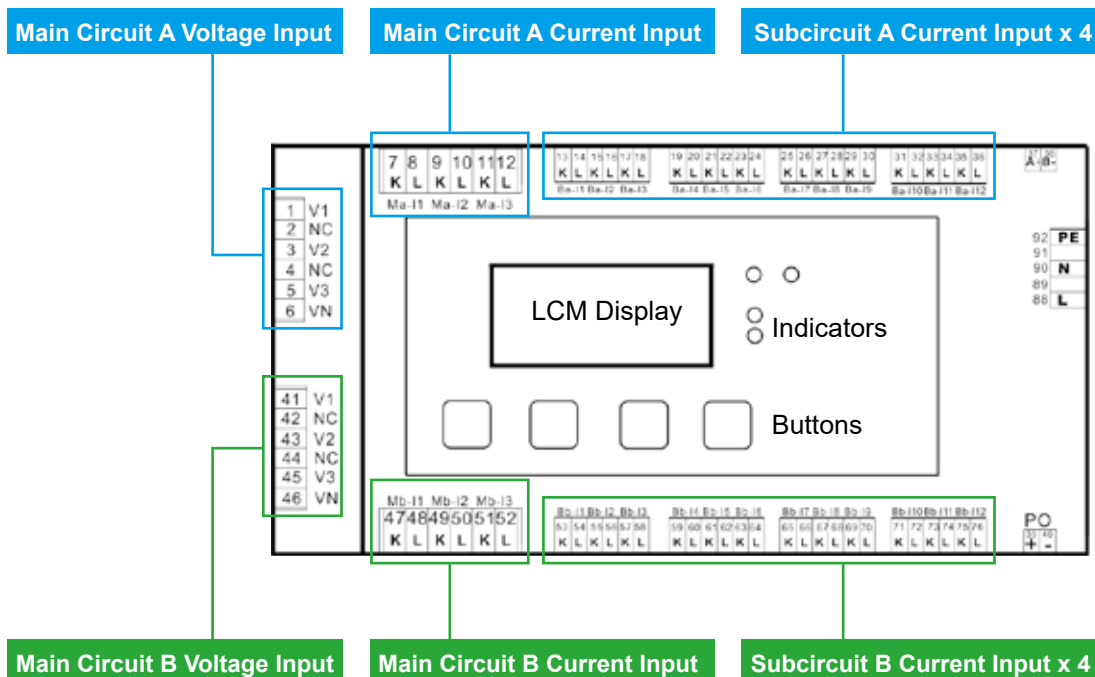 Main Circuit A Voltage Input
Main Circuit A Current Input
Subcircuit A Current Input x 4
7 8 9 10 11 12
K L K L K L
Ma-I1 Ma-I2 Ma-I3
13 14 15 16 17 18
K L K L K L
Ba-I1 Ba-I2 Ba-I3
19 20 21 22 23 24
K L K L K L
Ba-I4 Ba-I5 Ba-I6
25 26 27 28 29 30
K L K L K L
Ba-I7 Ba-I8 Ba-I9
31 32 33 34 35 36
K L K L K L
Ba-I10 Ba-I11 Ba-I12
37 38
A+ B-
1 V1
2 NC
3 V2
4 NC
5 V3
6 VN
92 PE
91
90 N
89
88 L
LCM Display
Indicators
Buttons
41 V1
42 NC
43 V2
44 NC
45 V3
46 VN
Mb-I1 Mb-I2 Mb-I3
47 48 49 50 51 52
K L K L K L
Bb-I1 Bb-I2 Bb-I3
53 54 55 56 57 58
K L K L K L
Bb-I4 Bb-I5 Bb-I6
59 60 61 62 63 64
K L K L K L
Bb-I7 Bb-I8 Bb-I9
65 66 67 68 69 70
K L K L K L
Bb-I10 Bb-I11 Bb-I12
71 72 73 74 75 76
K L K L K L
PO
39 40
+ -
Main Circuit B Voltage Input
Main Circuit B Current Input
Subcircuit B Current Input x 4